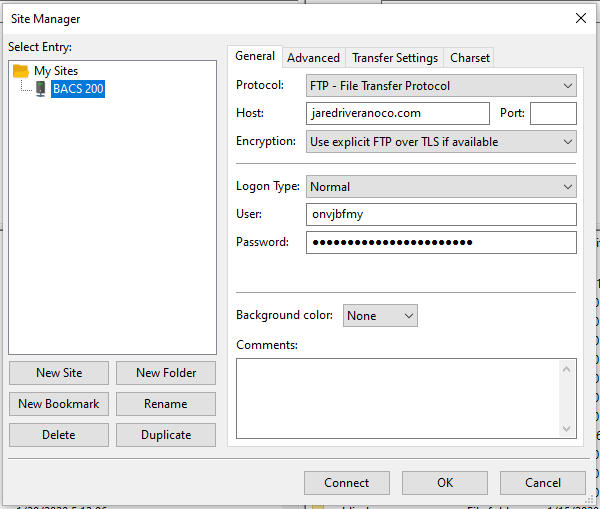 Site Manager
Select Entry:
My Sites
BACS 200
New Site
New Folder
New Bookmark
Rename
Delete
Duplicate
General
Advanced
Transfer Settings
Charset
Protocol:
FTP - File Transfer Protocol
Host:
jaredriveranoco.com
Port:
Encryption:
Use explicit FTP over TLS if available
Logon Type:
Normal
User:
onvjbfmy
Password:
●●●●●●●●●●●●●●●●●●●●●●●
Background color:
None
Comments:
Connect
OK
Cancel